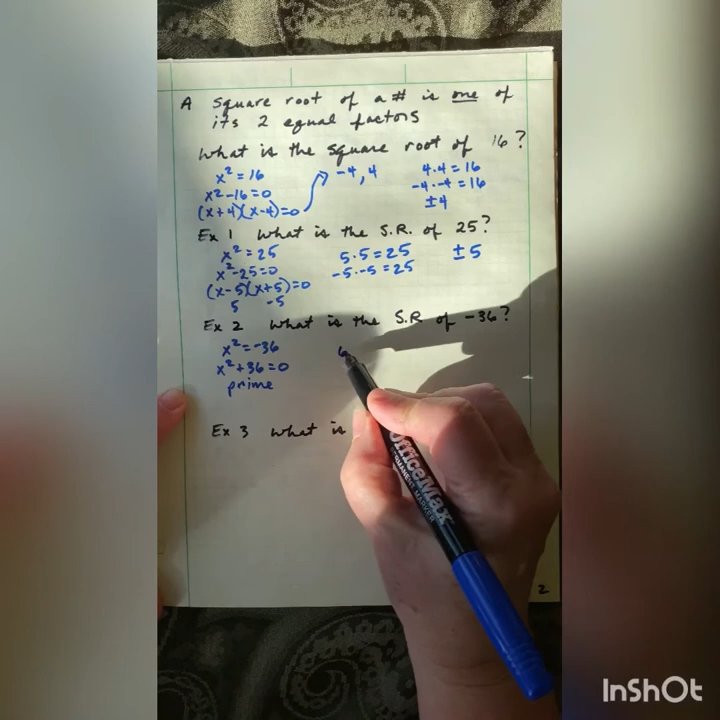 A square root of a # is one of
its 2 equal factors
What is the square root of 16?
x² = 16 -4, 4 4·4 = 16
x² - 16 = 0 -4·-4 = 16
(x+4)(x-4) = 0 ±4
Ex 1 What is the S.R. of 25?
x² = 25 5·5 = 25 ±5
x² - 25 = 0 -5·-5 = 25
(x-5)(x+5) = 0
5 -5
Ex 2 What is the S.R of -36?
x² = -36 6
x² + 36 = 0
prime
Ex 3 What is
OfficeMax
PERMANENT MARKER
2
InShOt